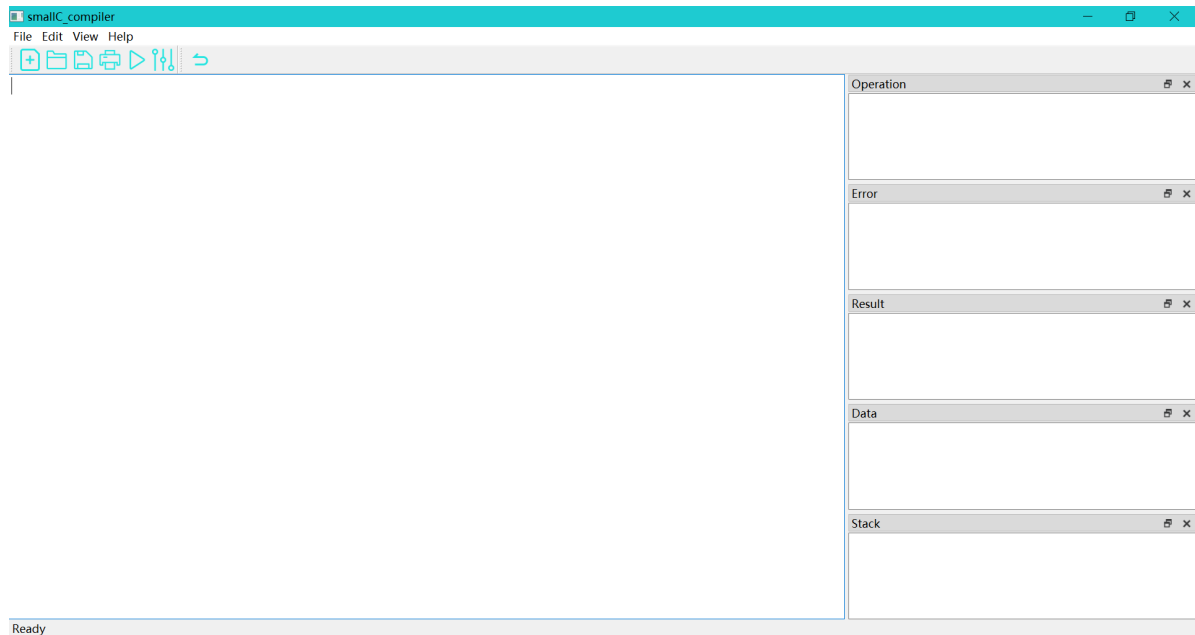 smallC_compiler
File Edit View Help
Operation
Error
Result
Data
Stack
Ready